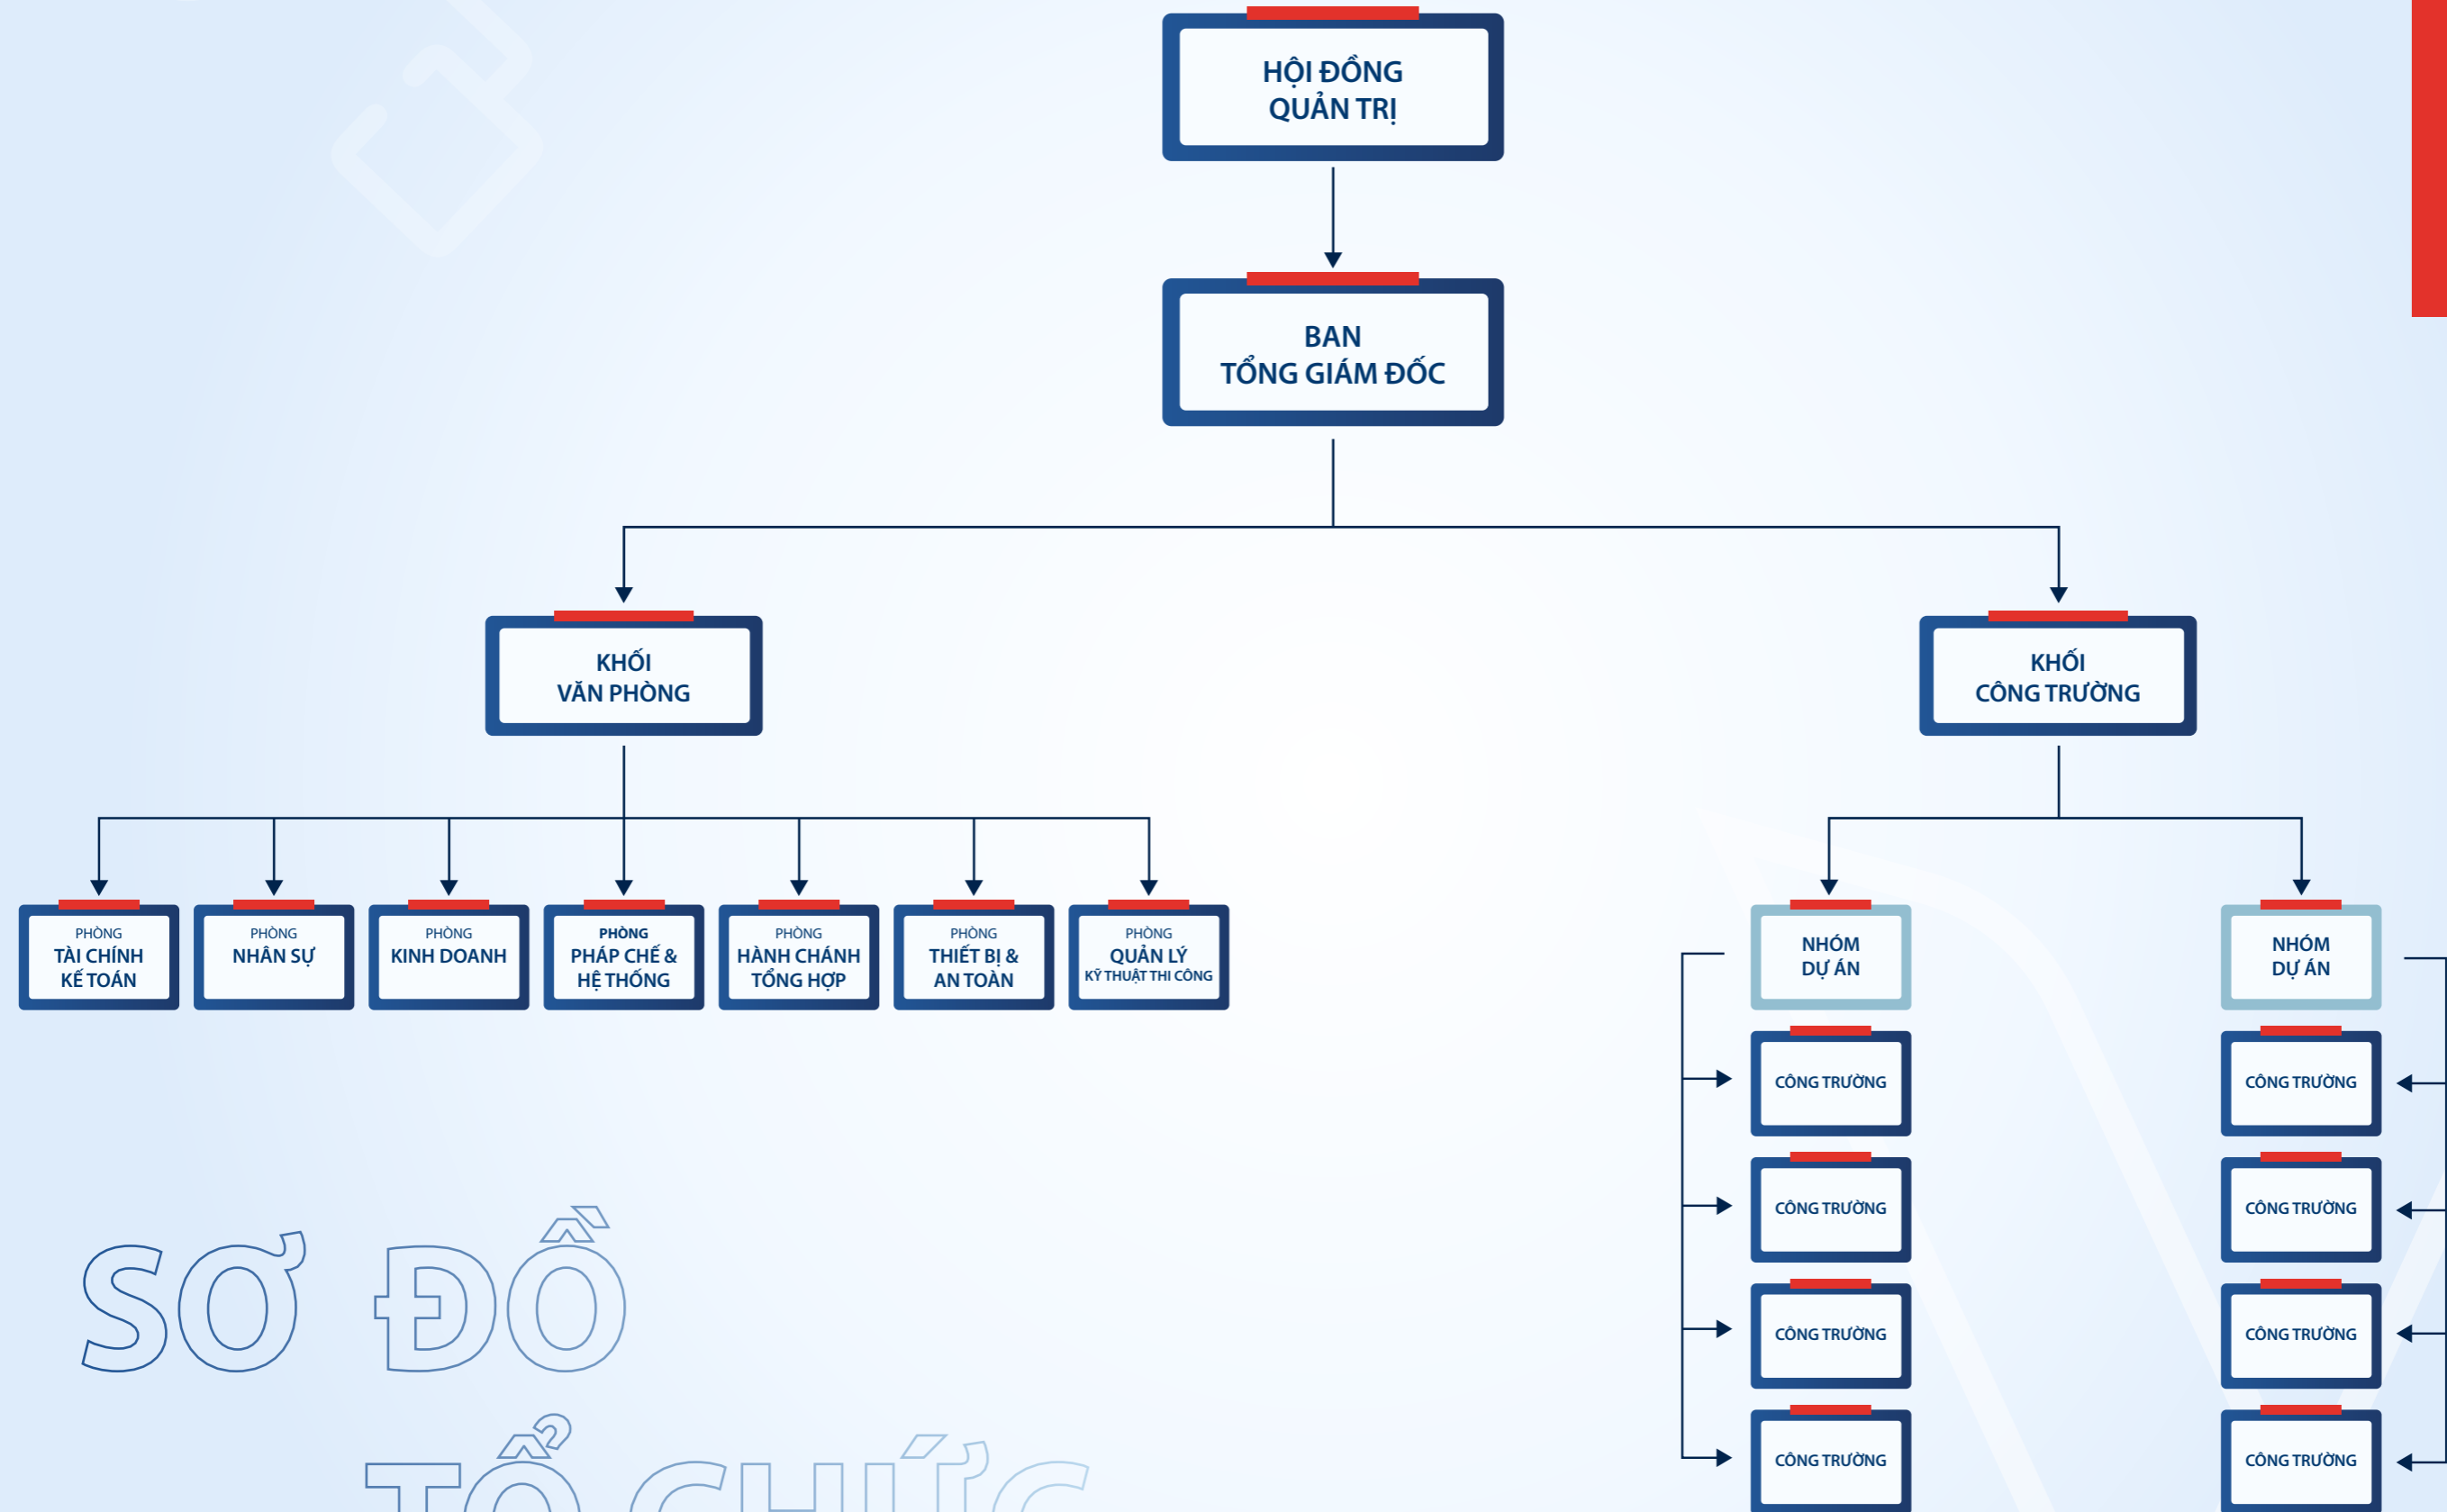 HỘI ĐỒNG
QUẢN TRỊ
BAN
TỔNG GIÁM ĐỐC
KHỐI
VĂN PHÒNG
KHỐI
CÔNG TRƯỜNG
PHÒNG
TÀI CHÍNH
KẾ TOÁN
PHÒNG
NHÂN SỰ
PHÒNG
KINH DOANH
PHÒNG
PHÁP CHẾ &
HỆ THỐNG
PHÒNG
HÀNH CHÁNH
TỔNG HỢP
PHÒNG
THIẾT BỊ &
AN TOÀN
PHÒNG
QUẢN LÝ
KỸ THUẬT THI CÔNG
NHÓM
DỰ ÁN
CÔNG TRƯỜNG
CÔNG TRƯỜNG
CÔNG TRƯỜNG
CÔNG TRƯỜNG
NHÓM
DỰ ÁN
CÔNG TRƯỜNG
CÔNG TRƯỜNG
CÔNG TRƯỜNG
CÔNG TRƯỜNG
SƠ ĐỒ
TỔ CHỨC